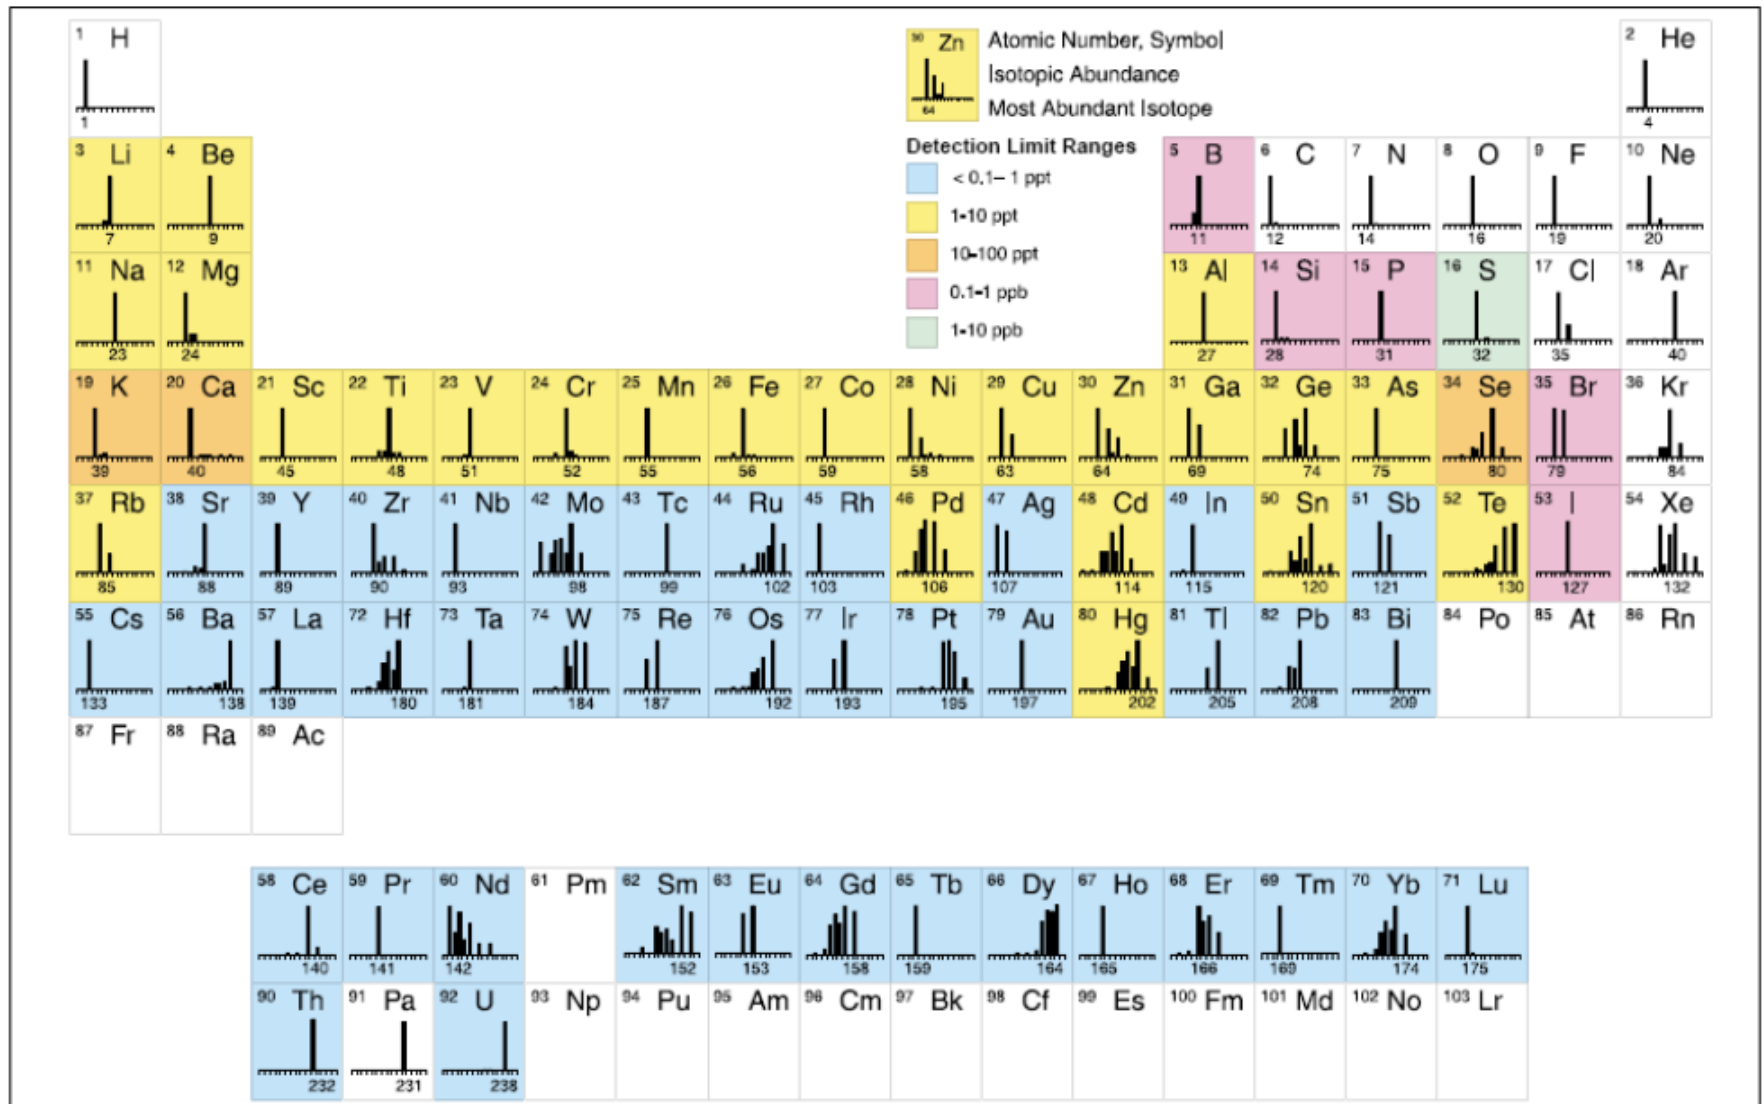 1 H
30 Zn Atomic Number, Symbol
2 He
Isotopic Abundance
64 Most Abundant Isotope
1
4
3 Li 4 Be
Detection Limit Ranges
5 B 6 C 7 N 8 O 9 F 10 Ne
< 0.1– 1 ppt
1-10 ppt
7 9
11 12 14 16 19 20
11 Na 12 Mg
10-100 ppt
13 Al 14 Si 15 P 16 S 17 Cl 18 Ar
0.1–1 ppb
1-10 ppb
23 24
27 28 31 32 35 40
19 K 20 Ca 21 Sc 22 Ti 23 V 24 Cr 25 Mn 26 Fe 27 Co 28 Ni 29 Cu 30 Zn 31 Ga 32 Ge 33 As 34 Se 35 Br 36 Kr
39 40 45 48 51 52 55 56 59 58 63 64 69 74 75 80 79 84
37 Rb 38 Sr 39 Y 40 Zr 41 Nb 42 Mo 43 Tc 44 Ru 45 Rh 46 Pd 47 Ag 48 Cd 49 In 50 Sn 51 Sb 52 Te 53 I 54 Xe
85 88 89 90 93 98 99 102 103 106 107 114 115 120 121 130 127 132
55 Cs 56 Ba 57 La 72 Hf 73 Ta 74 W 75 Re 76 Os 77 Ir 78 Pt 79 Au 80 Hg 81 Tl 82 Pb 83 Bi 84 Po 85 At 86 Rn
133 138 139 180 181 184 187 192 193 195 197 202 205 208 209
87 Fr 88 Ra 89 Ac
58 Ce 59 Pr 60 Nd 61 Pm 62 Sm 63 Eu 64 Gd 65 Tb 66 Dy 67 Ho 68 Er 69 Tm 70 Yb 71 Lu
140 141 142 152 153 158 159 164 165 166 169 174 175
90 Th 91 Pa 92 U 93 Np 94 Pu 95 Am 96 Cm 97 Bk 98 Cf 99 Es 100 Fm 101 Md 102 No 103 Lr
232 231 238